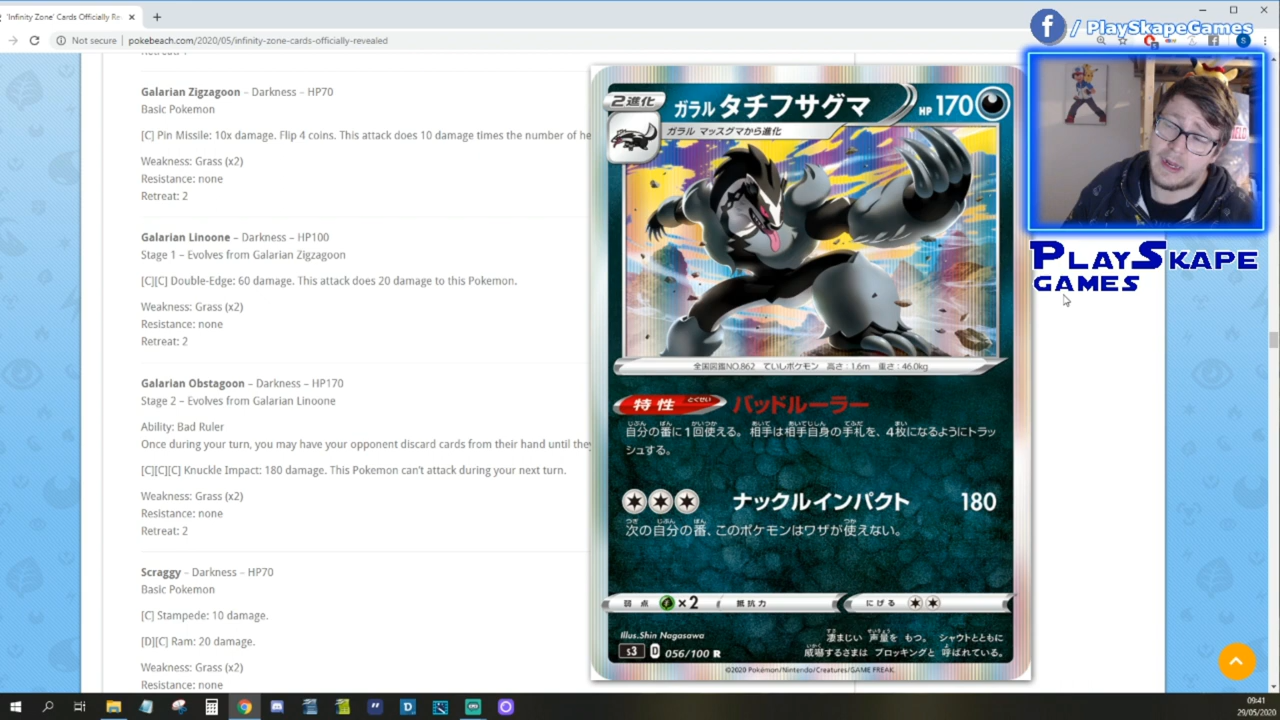 'Infinity Zone' Cards Officially Re
Not secure | pokebeach.com/2020/05/infinity-zone-cards-officially-revealed
/ PlaySkapeGames
Galarian Zigzagoon – Darkness – HP70
Basic Pokemon
[C] Pin Missile: 10x damage. Flip 4 coins. This attack does 10 damage times the number of he
Weakness: Grass (x2)
Resistance: none
Retreat: 2
Galarian Linoone – Darkness – HP100
Stage 1 – Evolves from Galarian Zigzagoon
[C][C] Double-Edge: 60 damage. This attack does 20 damage to this Pokemon.
Weakness: Grass (x2)
Resistance: none
Retreat: 2
Galarian Obstagoon – Darkness – HP170
Stage 2 – Evolves from Galarian Linoone
Ability: Bad Ruler
Once during your turn, you may have your opponent discard cards from their hand until they
[C][C][C] Knuckle Impact: 180 damage. This Pokemon can't attack during your next turn.
Weakness: Grass (x2)
Resistance: none
Retreat: 2
Scraggy – Darkness – HP70
Basic Pokemon
[C] Stampede: 10 damage.
[D][C] Ram: 20 damage.
Weakness: Grass (x2)
Resistance: none
2進化 ガラル タチフサグマ HP 170
ガラル マッスグマから進化
全国図鑑NO.862 ていしポケモン 高さ：1.6m 重さ：46.0kg
特性 とくせい バッドルーラー
自分の番に1回使える。相手は相手自身の手札を、4枚になるようにトラッ
シュする。
ナックルインパクト 180
次の自分の番、このポケモンはワザが使えない。
弱点 ×2 抵抗力 にげる
Illus.Shin Nagasawa
S3 D 056/100 R
凄まじい 声量を もつ。 シャウトとともに
威嚇するさまは ブロッキングと 呼ばれている。
©2020 Pokémon/Nintendo/Creatures/GAME FREAK.
PLAYSKAPE
GAMES
09:41
29/05/2020